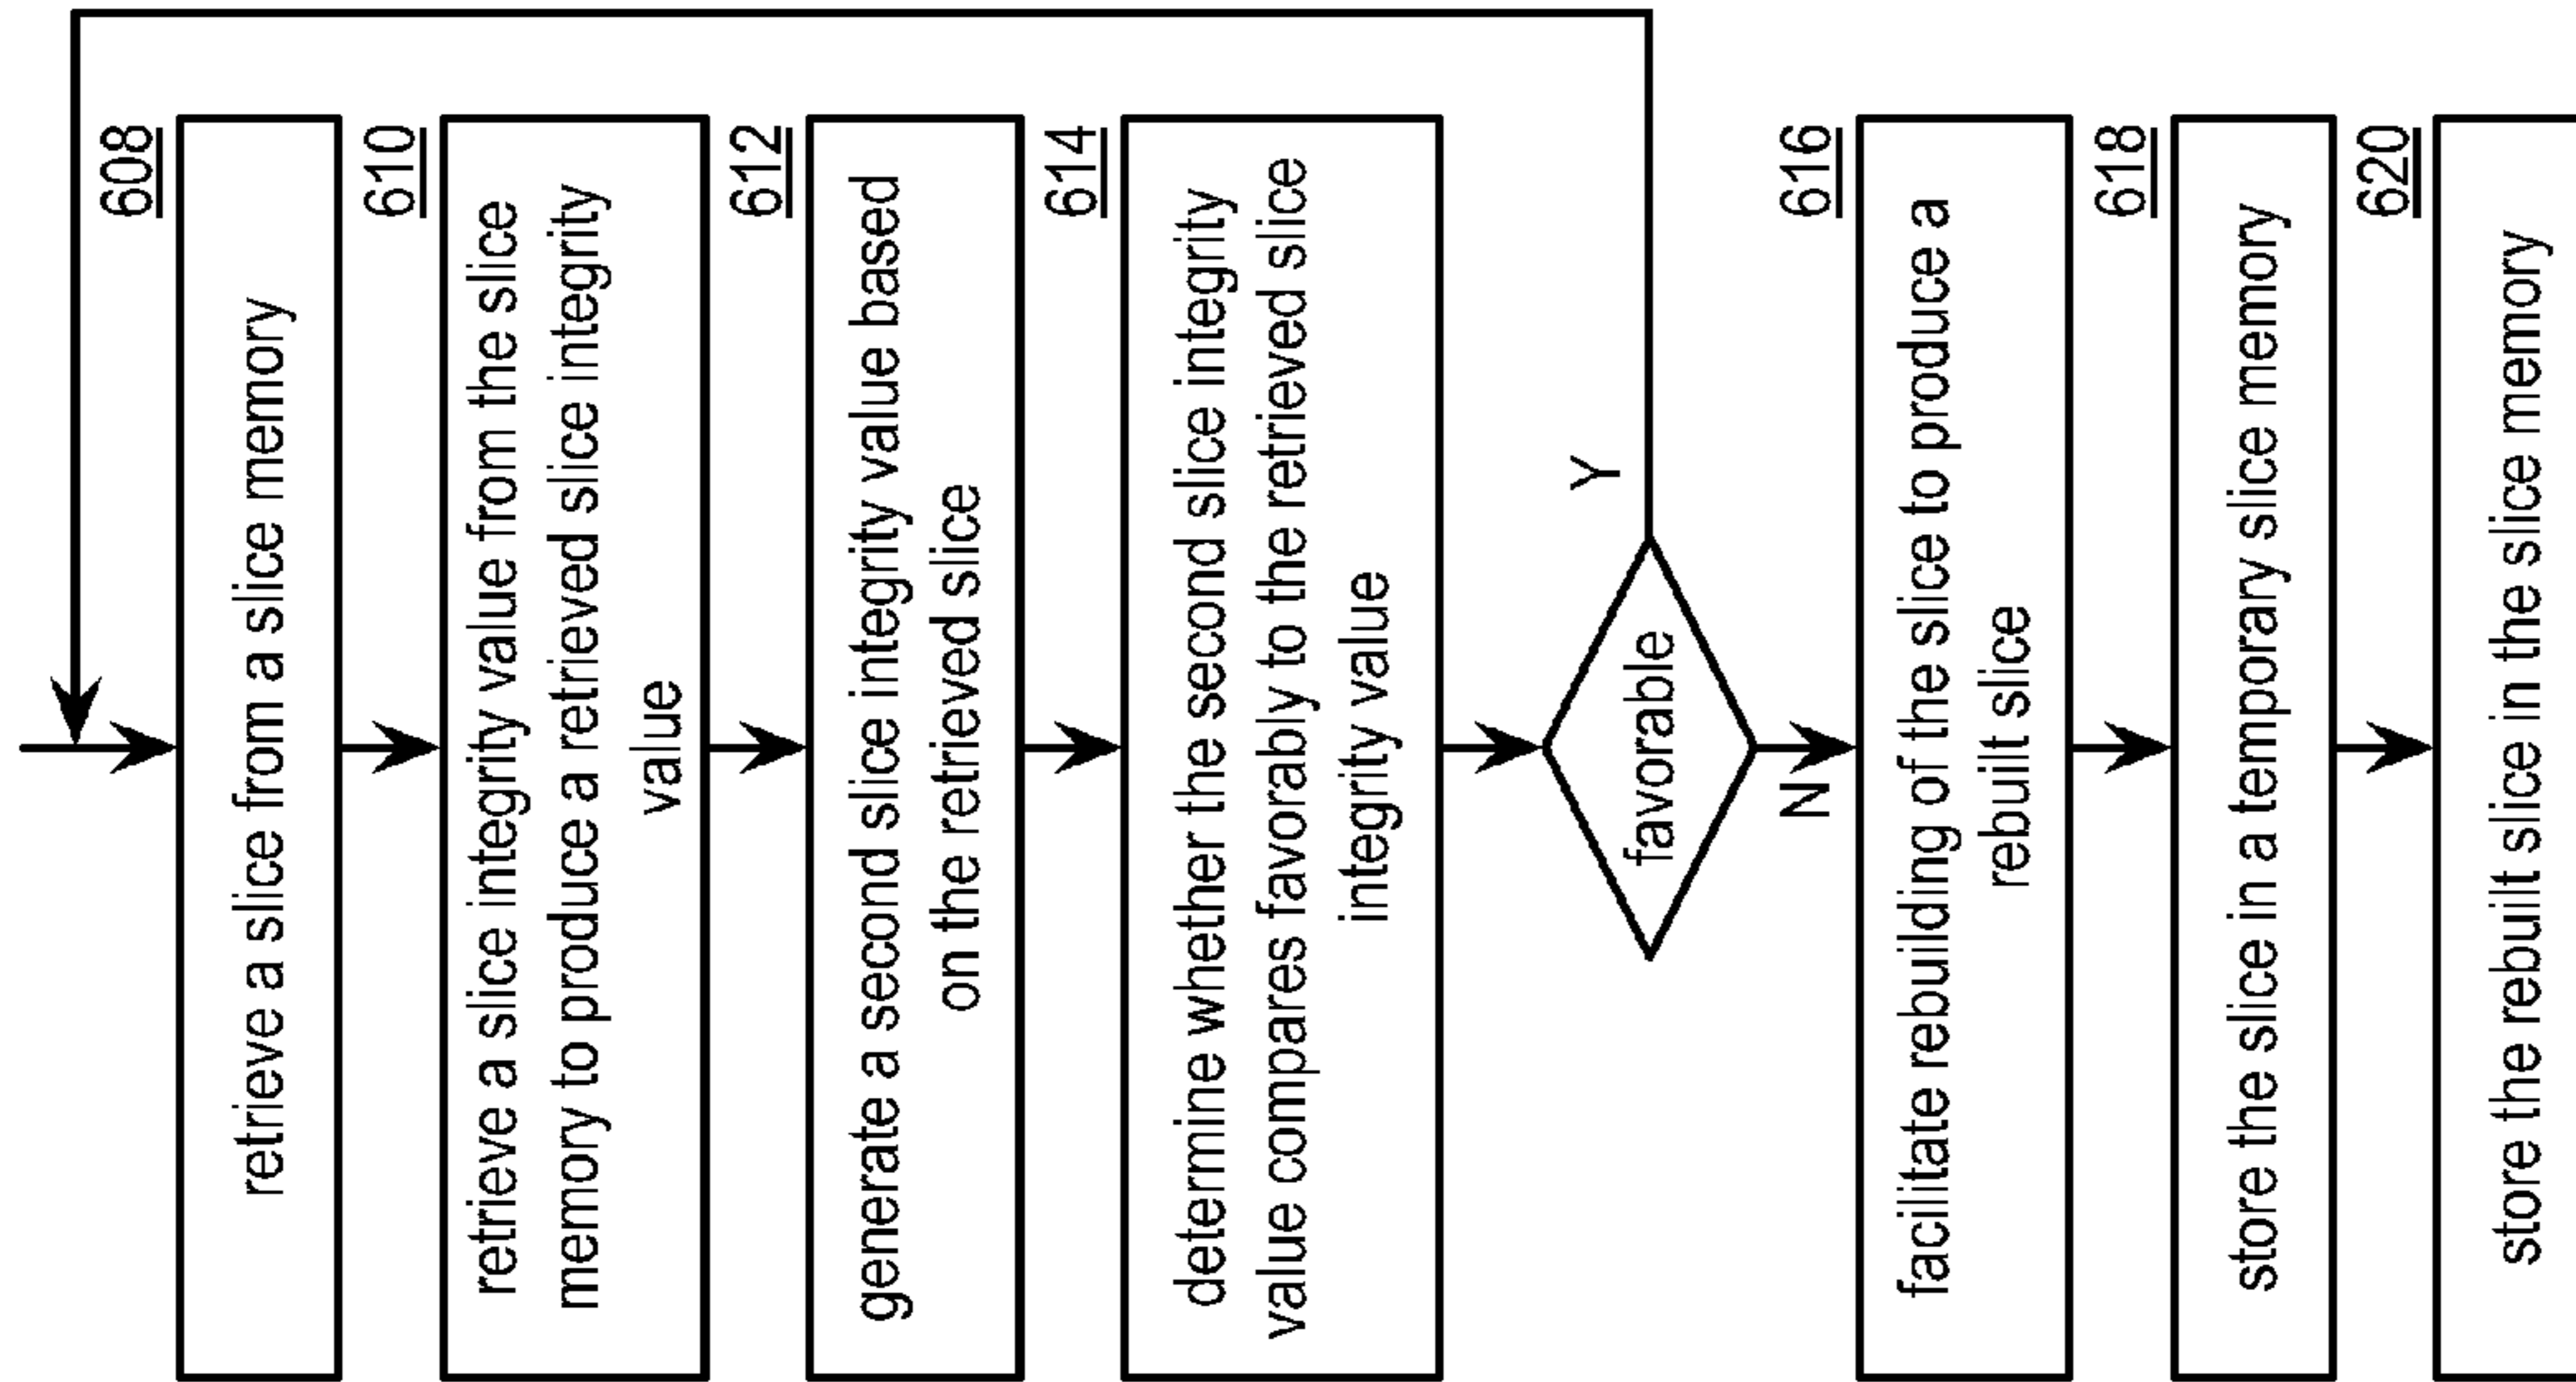 608
retrieve a slice from a slice memory
610
retrieve a slice integrity value from the slice
memory to produce a retrieved slice integrity
value
612
generate a second slice integrity value based
on the retrieved slice
614
determine whether the second slice integrity
value compares favorably to the retrieved slice
integrity value
favorable
Y
N
616
facilitate rebuilding of the slice to produce a
rebuilt slice
618
store the slice in a temporary slice memory
620
store the rebuilt slice in the slice memory